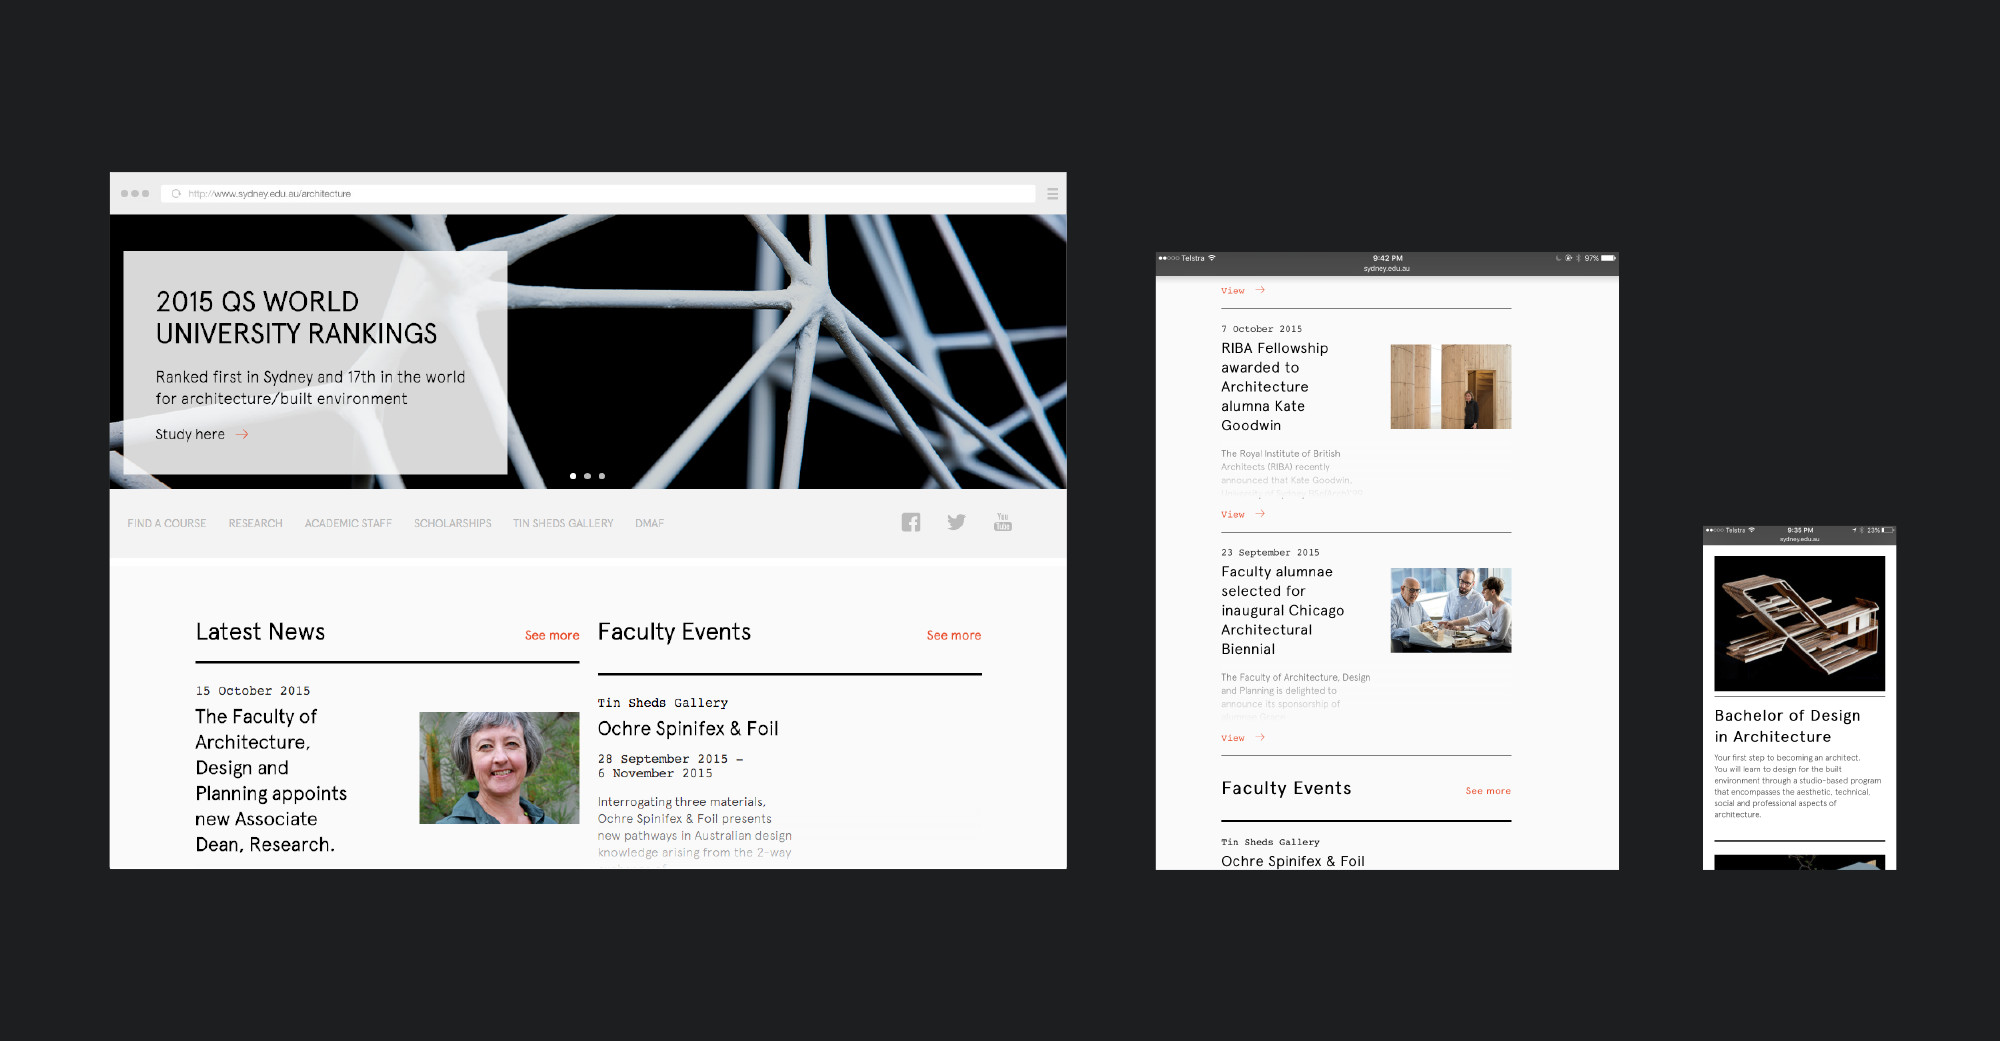 http://www.sydney.edu.au/architecture
2015 QS WORLD
UNIVERSITY RANKINGS
Ranked first in Sydney and 17th in the world
for architecture/built environment
Study here →
FIND A COURSE RESEARCH ACADEMIC STAFF SCHOLARSHIPS TIN SHEDS GALLERY DMAF
You
Tube
Latest News See more
15 October 2015
The Faculty of
Architecture,
Design and
Planning appoints
new Associate
Dean, Research.
Faculty Events See more
Tin Sheds Gallery
Ochre Spinifex & Foil
28 September 2015 –
6 November 2015
Interrogating three materials,
Ochre Spinifex & Foil presents
new pathways in Australian design
knowledge arising from the 2-way
Telstra 9:42 PM 97%
sydney.edu.au
View →
7 October 2015
RIBA Fellowship
awarded to
Architecture
alumna Kate
Goodwin
The Royal Institute of British
Architects (RIBA) recently
announced that Kate Goodwin,
View →
23 September 2015
Faculty alumnae
selected for
inaugural Chicago
Architectural
Biennial
The Faculty of Architecture, Design
and Planning is delighted to
announce its sponsorship of
View →
Faculty Events See more
Tin Sheds Gallery
Ochre Spinifex & Foil
Telstra 9:35 PM 23%
sydney.edu.au
Bachelor of Design
in Architecture
Your first step to becoming an architect.
You will learn to design for the built
environment through a studio-based program
that encompasses the aesthetic, technical,
social and professional aspects of
architecture.